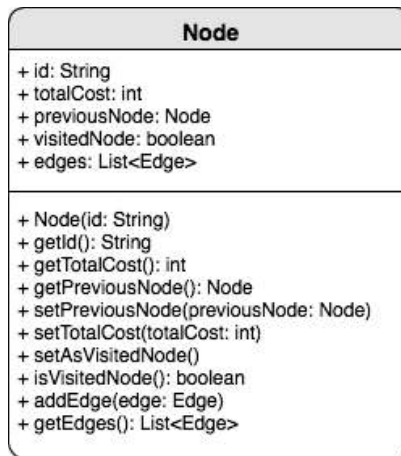 Node
+ id: String
+ totalCost: int
+ previousNode: Node
+ visitedNode: boolean
+ edges: List<Edge>
+ Node(id: String)
+ getId(): String
+ getTotalCost(): int
+ getPreviousNode(): Node
+ setPreviousNode(previousNode: Node)
+ setTotalCost(totalCost: int)
+ setAsVisitedNode()
+ isVisitedNode(): boolean
+ addEdge(edge: Edge)
+ getEdges(): List<Edge>